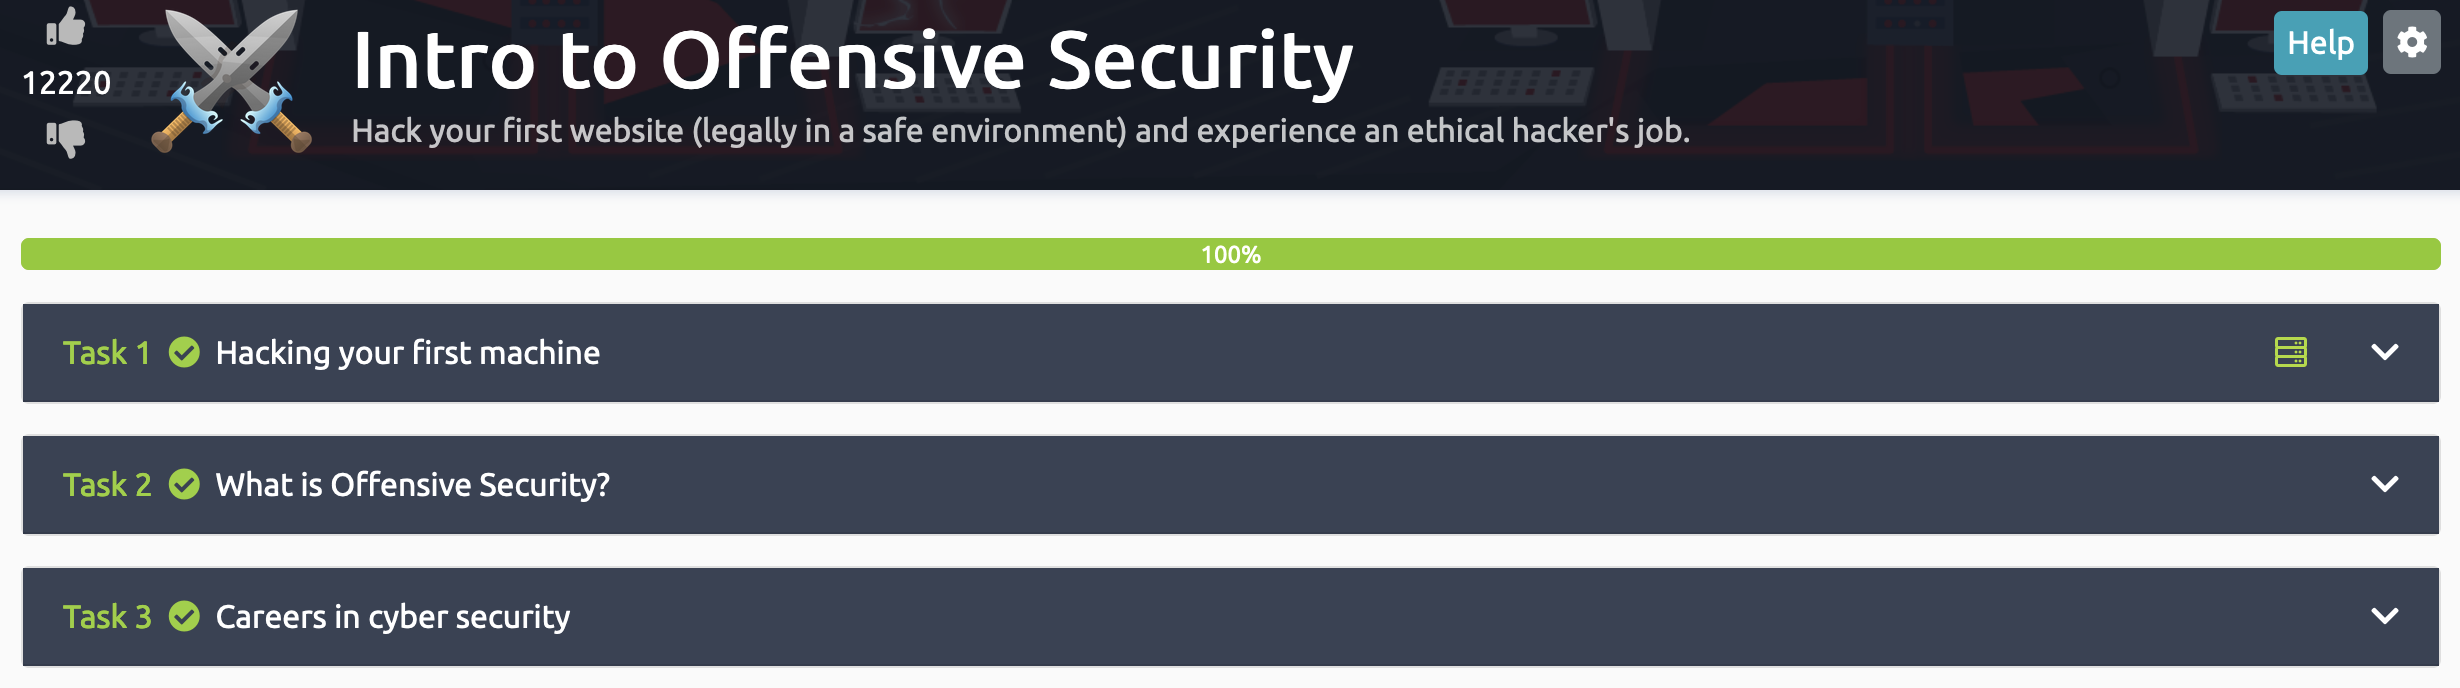 12220
Intro to Offensive Security
Hack your first website (legally in a safe environment) and experience an ethical hacker's job.
Help
100%
Task 1 Hacking your first machine
Task 2 What is Offensive Security?
Task 3 Careers in cyber security